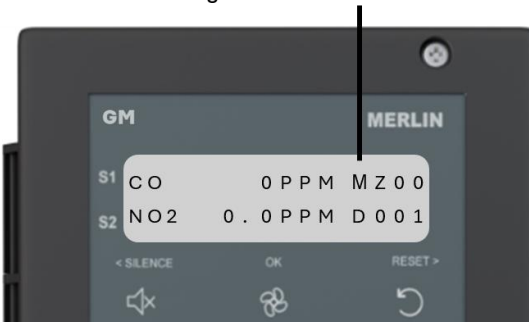 GM MERLIN
S1 CO 0PPM MZ00
S2 NO2 0.0PPM D001
< SILENCE OK RESET >